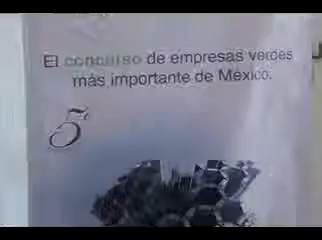 El concurso de empresas verdes
más importante de México.
5°